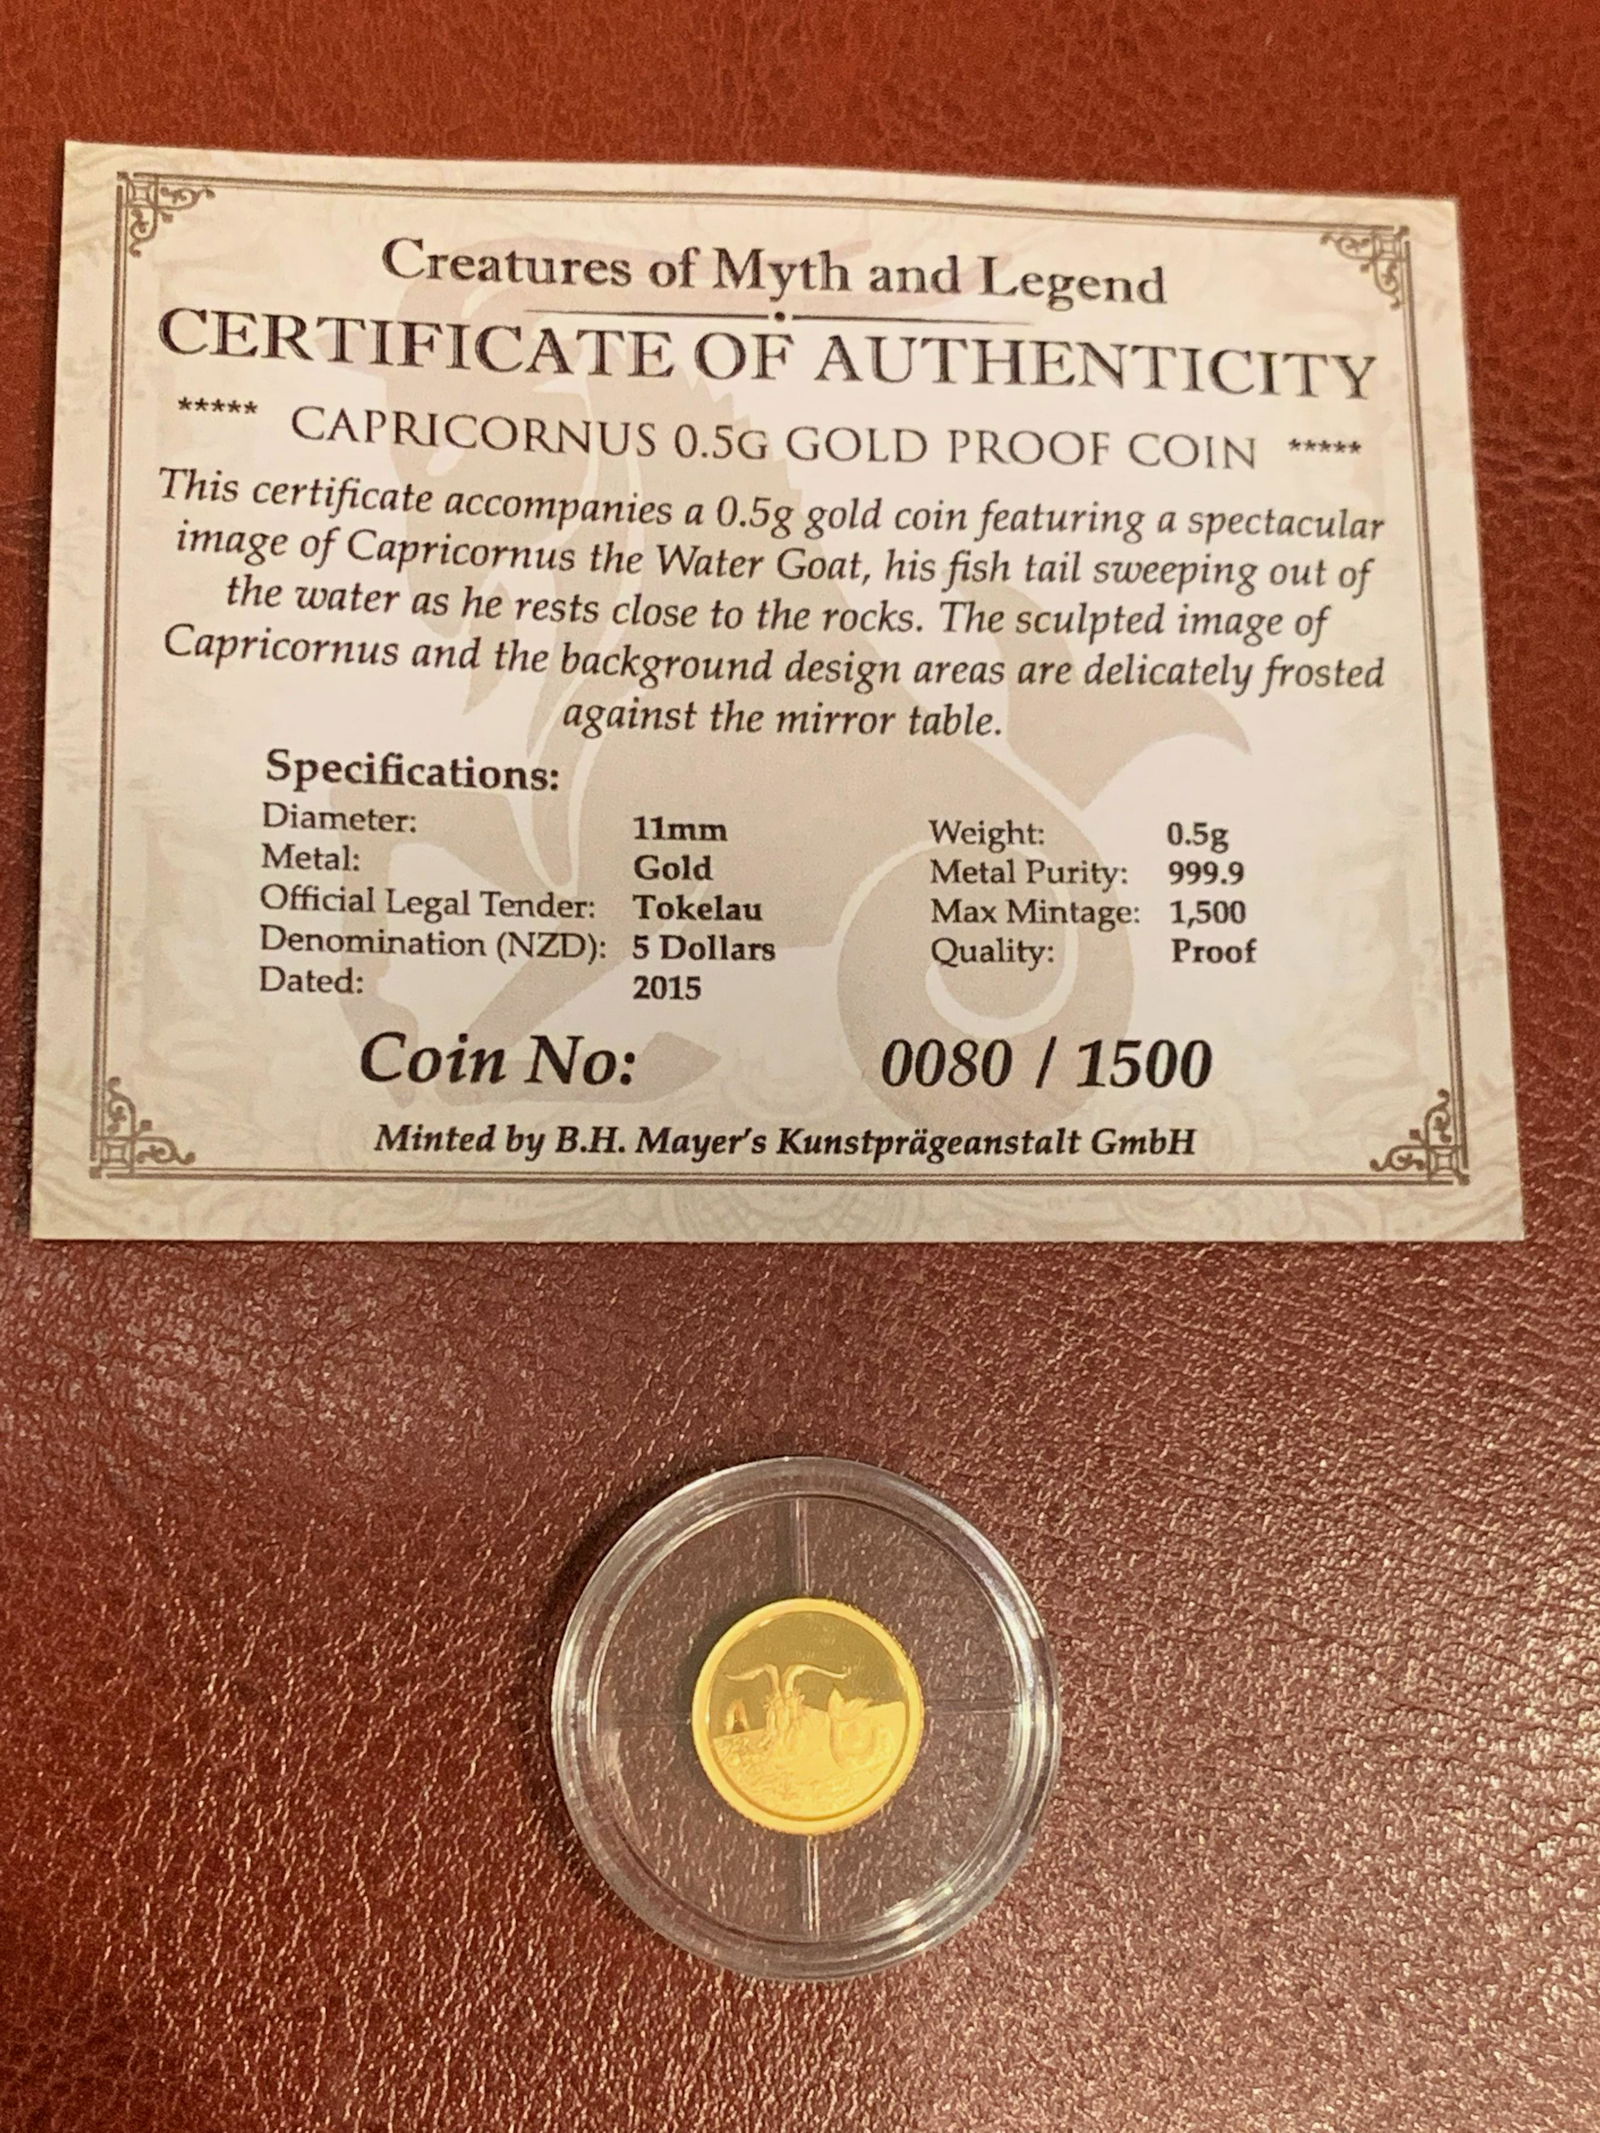 Creatures of Myth and Legend
CERTIFICATE OF AUTHENTICITY
***** CAPRICORNUS 0.5G GOLD PROOF COIN *****
This certificate accompanies a 0.5g gold coin featuring a spectacular
image of Capricornus the Water Goat, his fish tail sweeping out of
the water as he rests close to the rocks. The sculpted image of
Capricornus and the background design areas are delicately frosted
against the mirror table.
Specifications:
Diameter: 11mm Weight: 0.5g
Metal: Gold Metal Purity: 999.9
Official Legal Tender: Tokelau Max Mintage: 1,500
Denomination (NZD): 5 Dollars Quality: Proof
Dated: 2015
Coin No: 0080 / 1500
Minted by B.H. Mayer's Kunstprägeanstalt GmbH